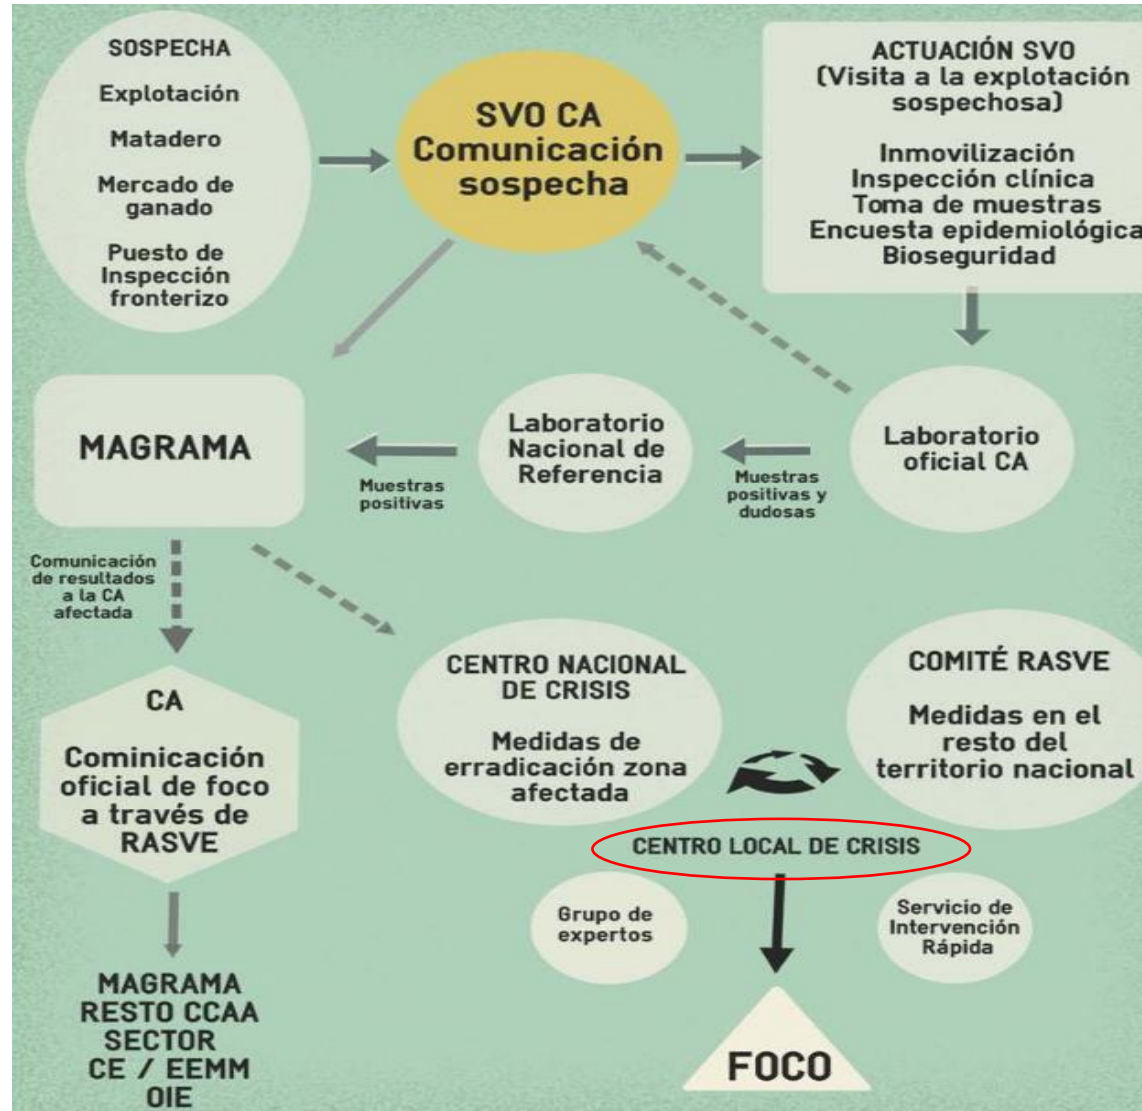 SOSPECHA
Explotación
Matadero
Mercado de
ganado
Puesto de
Inspección
fronterizo
SVO CA
Comunicación
sospecha
ACTUACIÓN SVO
(Visita a la explotación
sospechosa)
Inmovilización
Inspección clínica
Toma de muestras
Encuesta epidemiológica
Bioseguridad
MAGRAMA
Muestras
positivas
Laboratorio
Nacional de
Referencia
Muestras
positivas y
dudosas
Laboratorio
oficial CA
Comunicación
de resultados
a la CA
afectada
CA
Cominicación
oficial de foco
a través de
RASVE
MAGRAMA
RESTO CCAA
SECTOR
CE / EEMM
OIE
CENTRO NACIONAL
DE CRISIS
Medidas de
erradicación zona
afectada
COMITÉ RASVE
Medidas en el
resto del
territorio nacional
CENTRO LOCAL DE CRISIS
Grupo de
expertos
Servicio de
Intervención
Rápida
FOCO